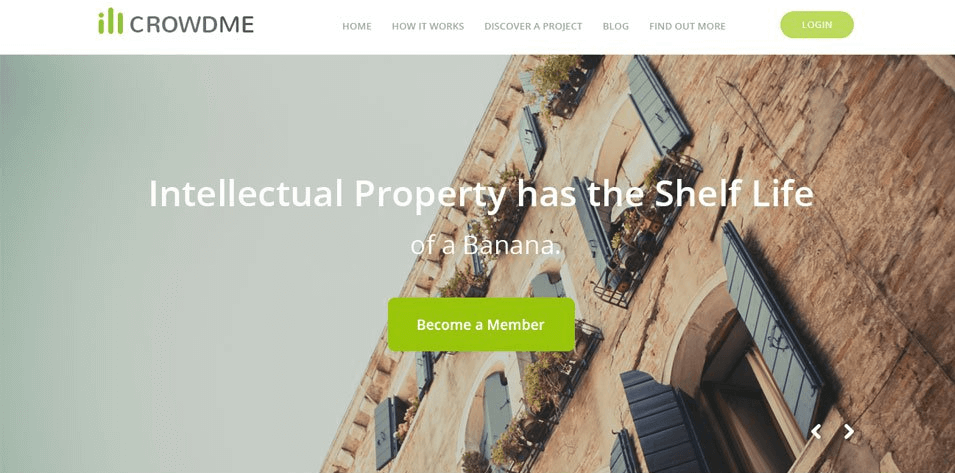 CROWDME
HOME HOW IT WORKS DISCOVER A PROJECT BLOG FIND OUT MORE LOGIN
Intellectual Property has the Shelf Life
of a Banana.
Become a Member